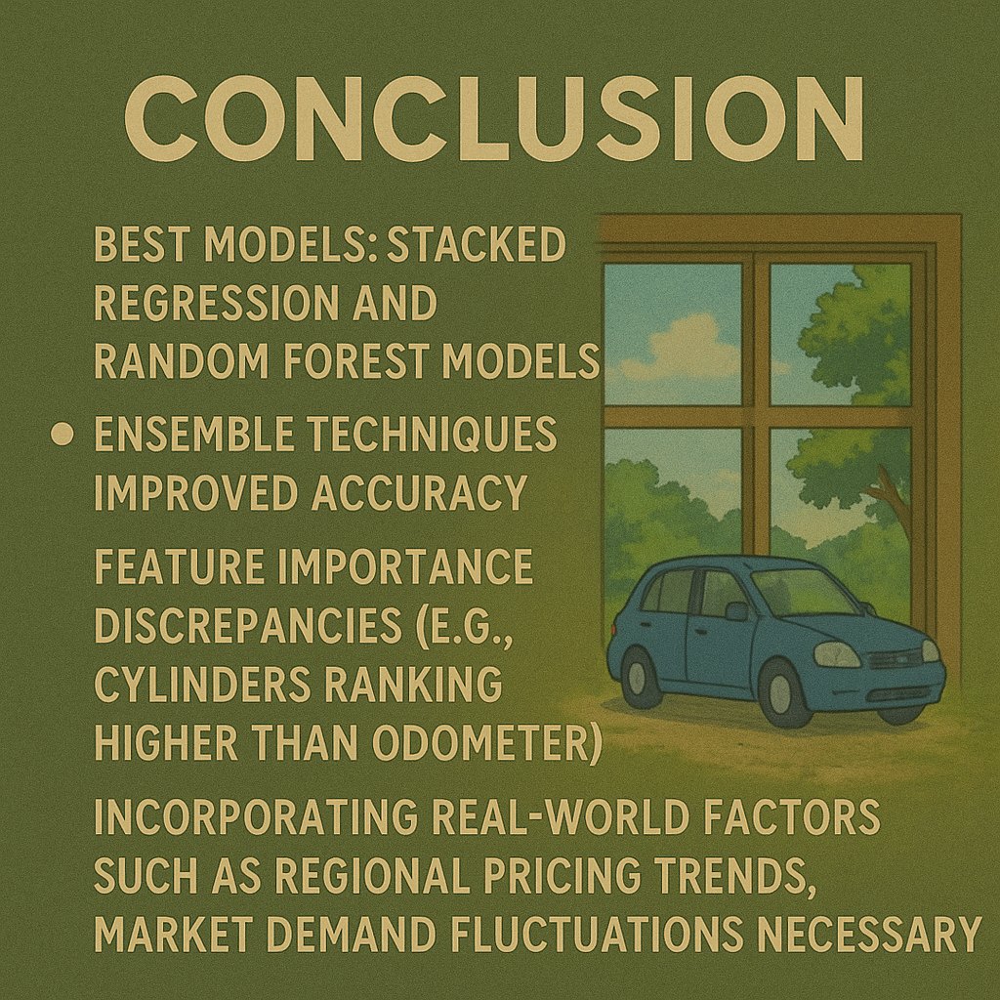 CONCLUSION
BEST MODELS: STACKED
REGRESSION AND
RANDOM FOREST MODELS
• ENSEMBLE TECHNIQUES
IMPROVED ACCURACY
FEATURE IMPORTANCE
DISCREPANCIES (E.G.,
CYLINDERS RANKING
HIGHER THAN ODOMETER)
INCORPORATING REAL-WORLD FACTORS
SUCH AS REGIONAL PRICING TRENDS,
MARKET DEMAND FLUCTUATIONS NECESSARY